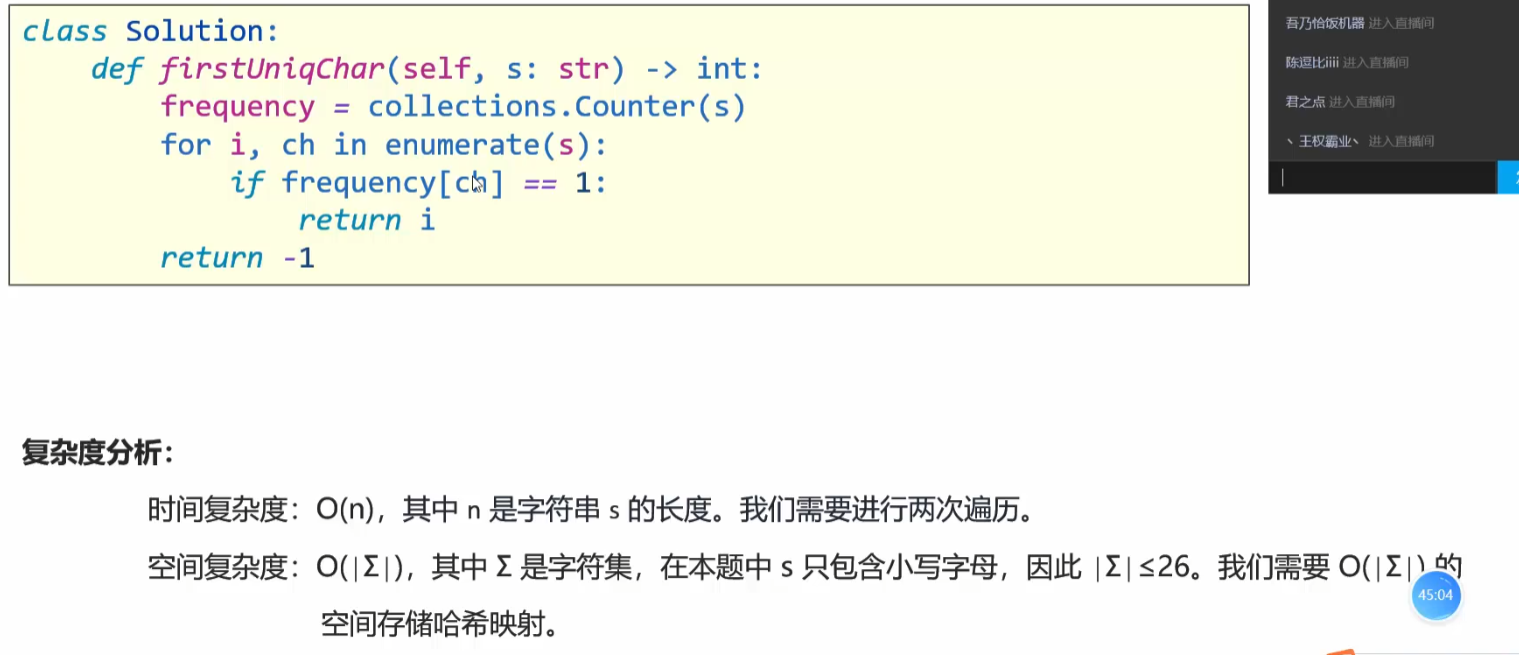 class Solution:
    def firstUniqChar(self, s: str) -> int:
        frequency = collections.Counter(s)
        for i, ch in enumerate(s):
            if frequency[ch] == 1:
                return i
        return -1
复杂度分析：
时间复杂度：O(n)，其中 n 是字符串 s 的长度。我们需要进行两次遍历。
空间复杂度：O(|Σ|)，其中 Σ 是字符集，在本题中 s 只包含小写字母，因此 |Σ|≤26。我们需要 O(|Σ|) 的
空间存储哈希映射。
吾乃恰饭机器 进入直播间
陈逗比iiii 进入直播间
君之点 进入直播间
丶王权霸业丶 进入直播间
45:04